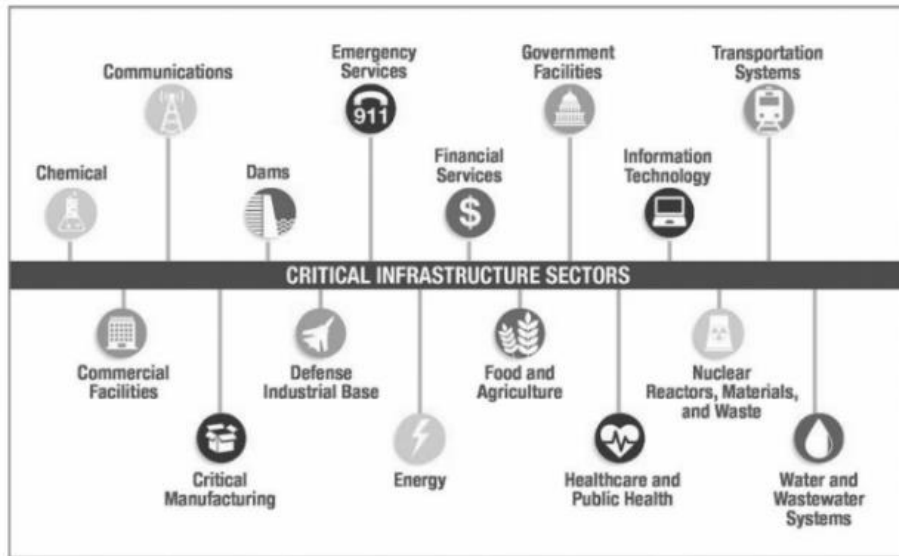 Communications
Emergency
Services
911
Government
Facilities
Transportation
Systems
Chemical
Dams
Financial
Services
$
Information
Technology
CRITICAL INFRASTRUCTURE SECTORS
Commercial
Facilities
Defense
Industrial Base
Food and
Agriculture
Nuclear
Reactors, Materials,
and Waste
Critical
Manufacturing
Energy
Healthcare and
Public Health
Water and
Wastewater
Systems